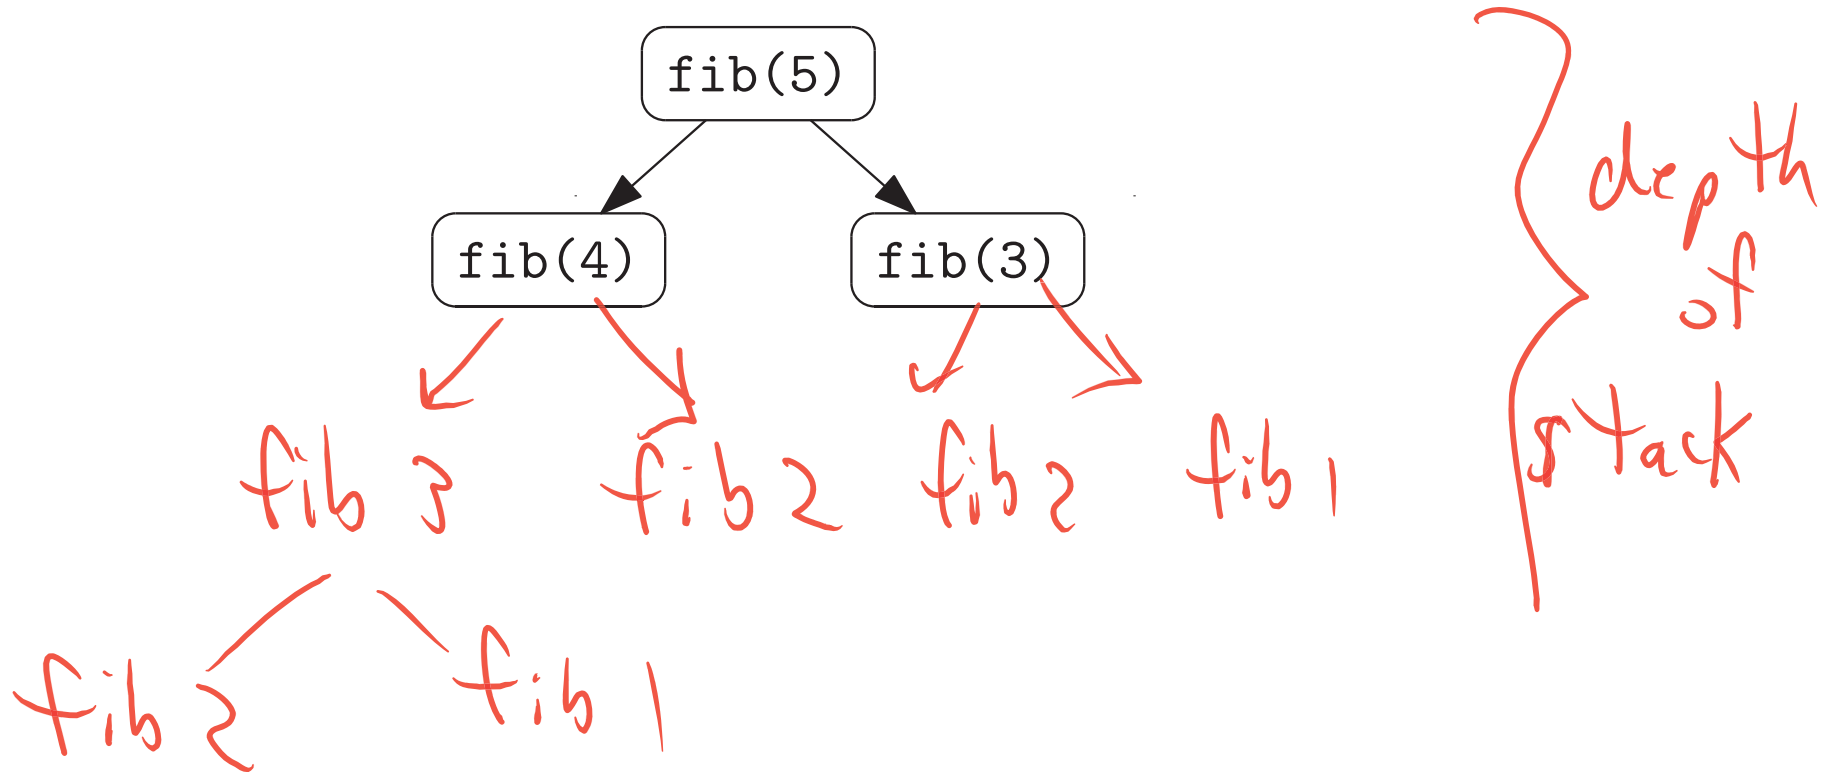 fib(5)
fib(4)
fib(3)
fib 3
fib 2
fib 2
fib 1
fib 2
fib 1
depth
of
stack